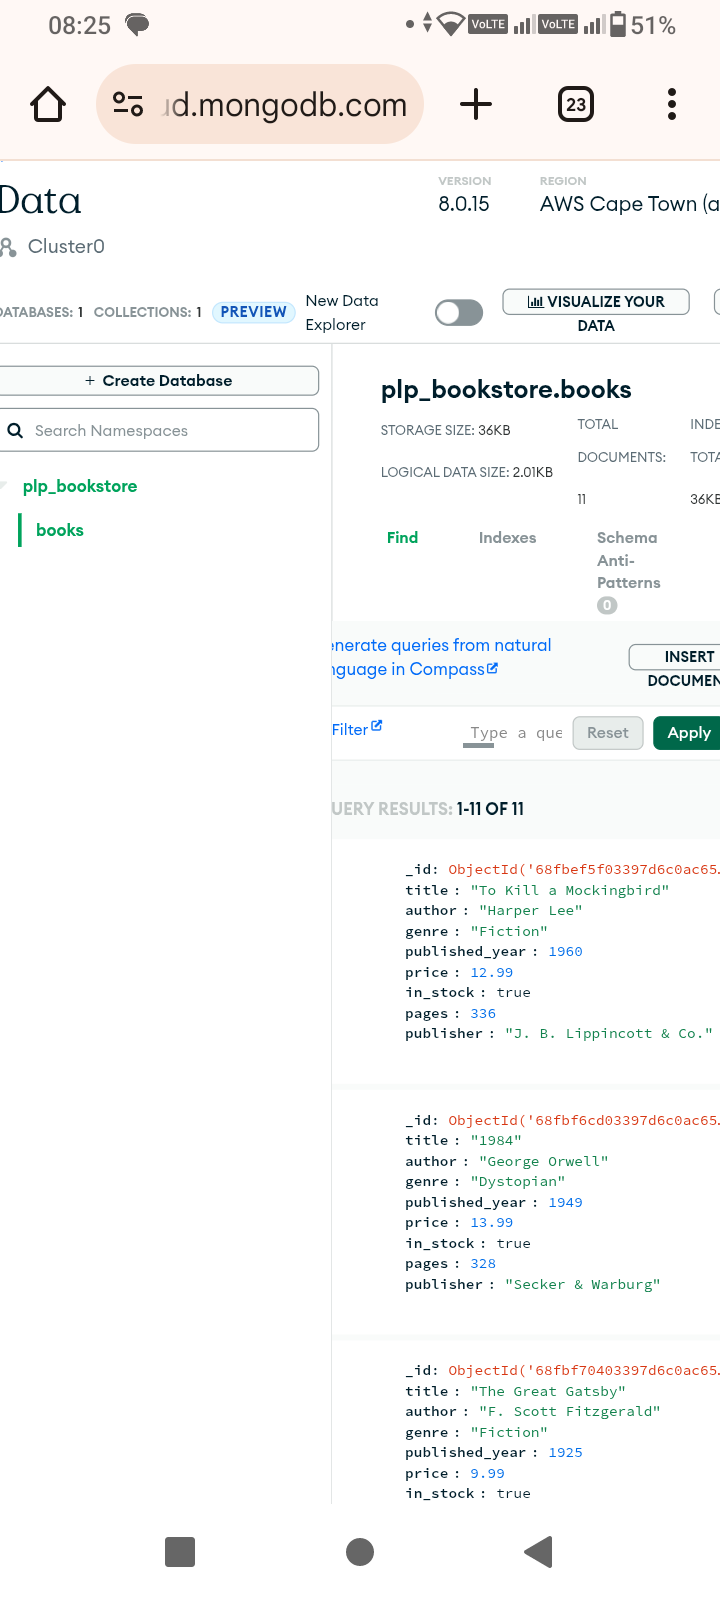 08:25 VoLTE VoLTE 51%
d.mongodb.com 23
Data
Cluster0
VERSION
8.0.15
REGION
AWS Cape Town (a
DATABASES: 1 COLLECTIONS: 1 PREVIEW
New Data
Explorer
VISUALIZE YOUR
DATA
+ Create Database
Search Namespaces
plp_bookstore
books
plp_bookstore.books
STORAGE SIZE: 36KB
LOGICAL DATA SIZE: 2.01KB
TOTAL
DOCUMENTS:
11
INDE
TOTA
36KB
Find
Indexes
Schema
Anti-
Patterns
0
enerate queries from natural
nguage in Compass
INSERT
DOCUMEN
Filter
Type a que
Reset
Apply
UERY RESULTS: 1-11 OF 11
_id: ObjectId('68fbef5f03397d6c0ac65
title : "To Kill a Mockingbird"
author : "Harper Lee"
genre : "Fiction"
published_year : 1960
price : 12.99
in_stock : true
pages : 336
publisher : "J. B. Lippincott & Co."
_id: ObjectId('68fbf6cd03397d6c0ac65
title : "1984"
author : "George Orwell"
genre : "Dystopian"
published_year : 1949
price : 13.99
in_stock : true
pages : 328
publisher : "Secker & Warburg"
_id: ObjectId('68fbf70403397d6c0ac65
title : "The Great Gatsby"
author : "F. Scott Fitzgerald"
genre : "Fiction"
published_year : 1925
price : 9.99
in_stock : true